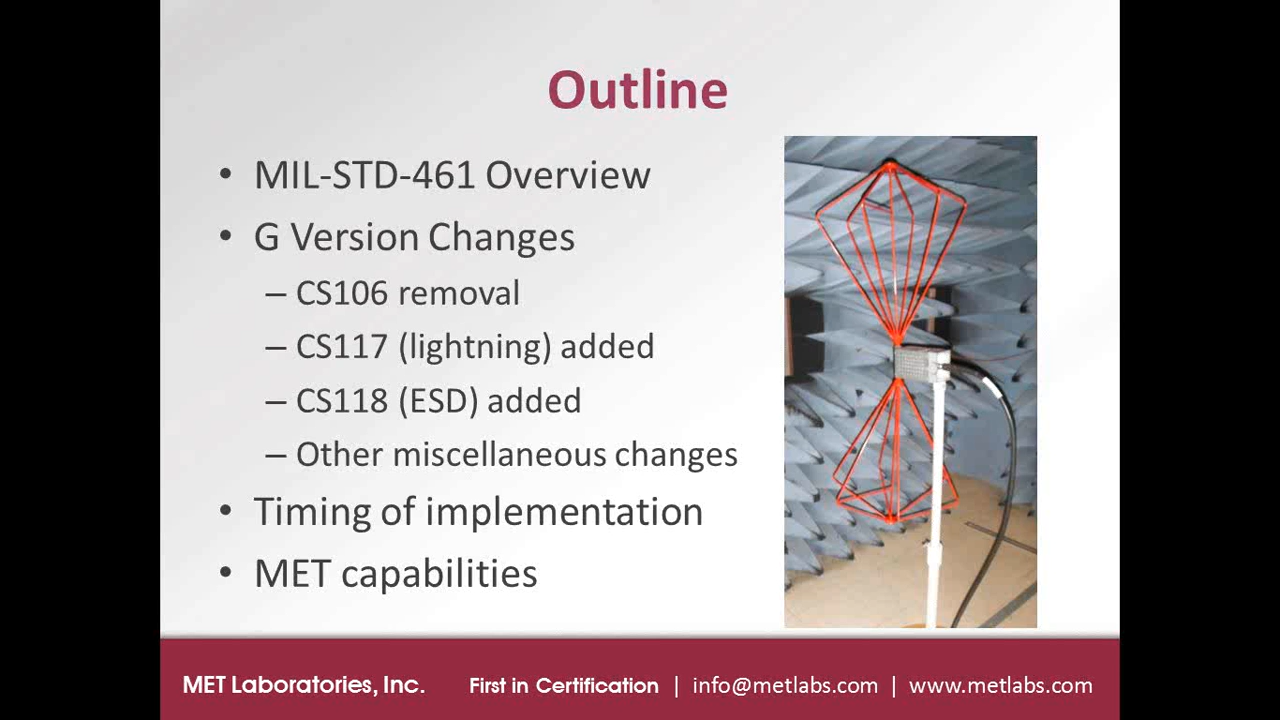 Outline
• MIL-STD-461 Overview
• G Version Changes
– CS106 removal
– CS117 (lightning) added
– CS118 (ESD) added
– Other miscellaneous changes
• Timing of implementation
• MET capabilities
MET Laboratories, Inc. First in Certification | info@metlabs.com | www.metlabs.com